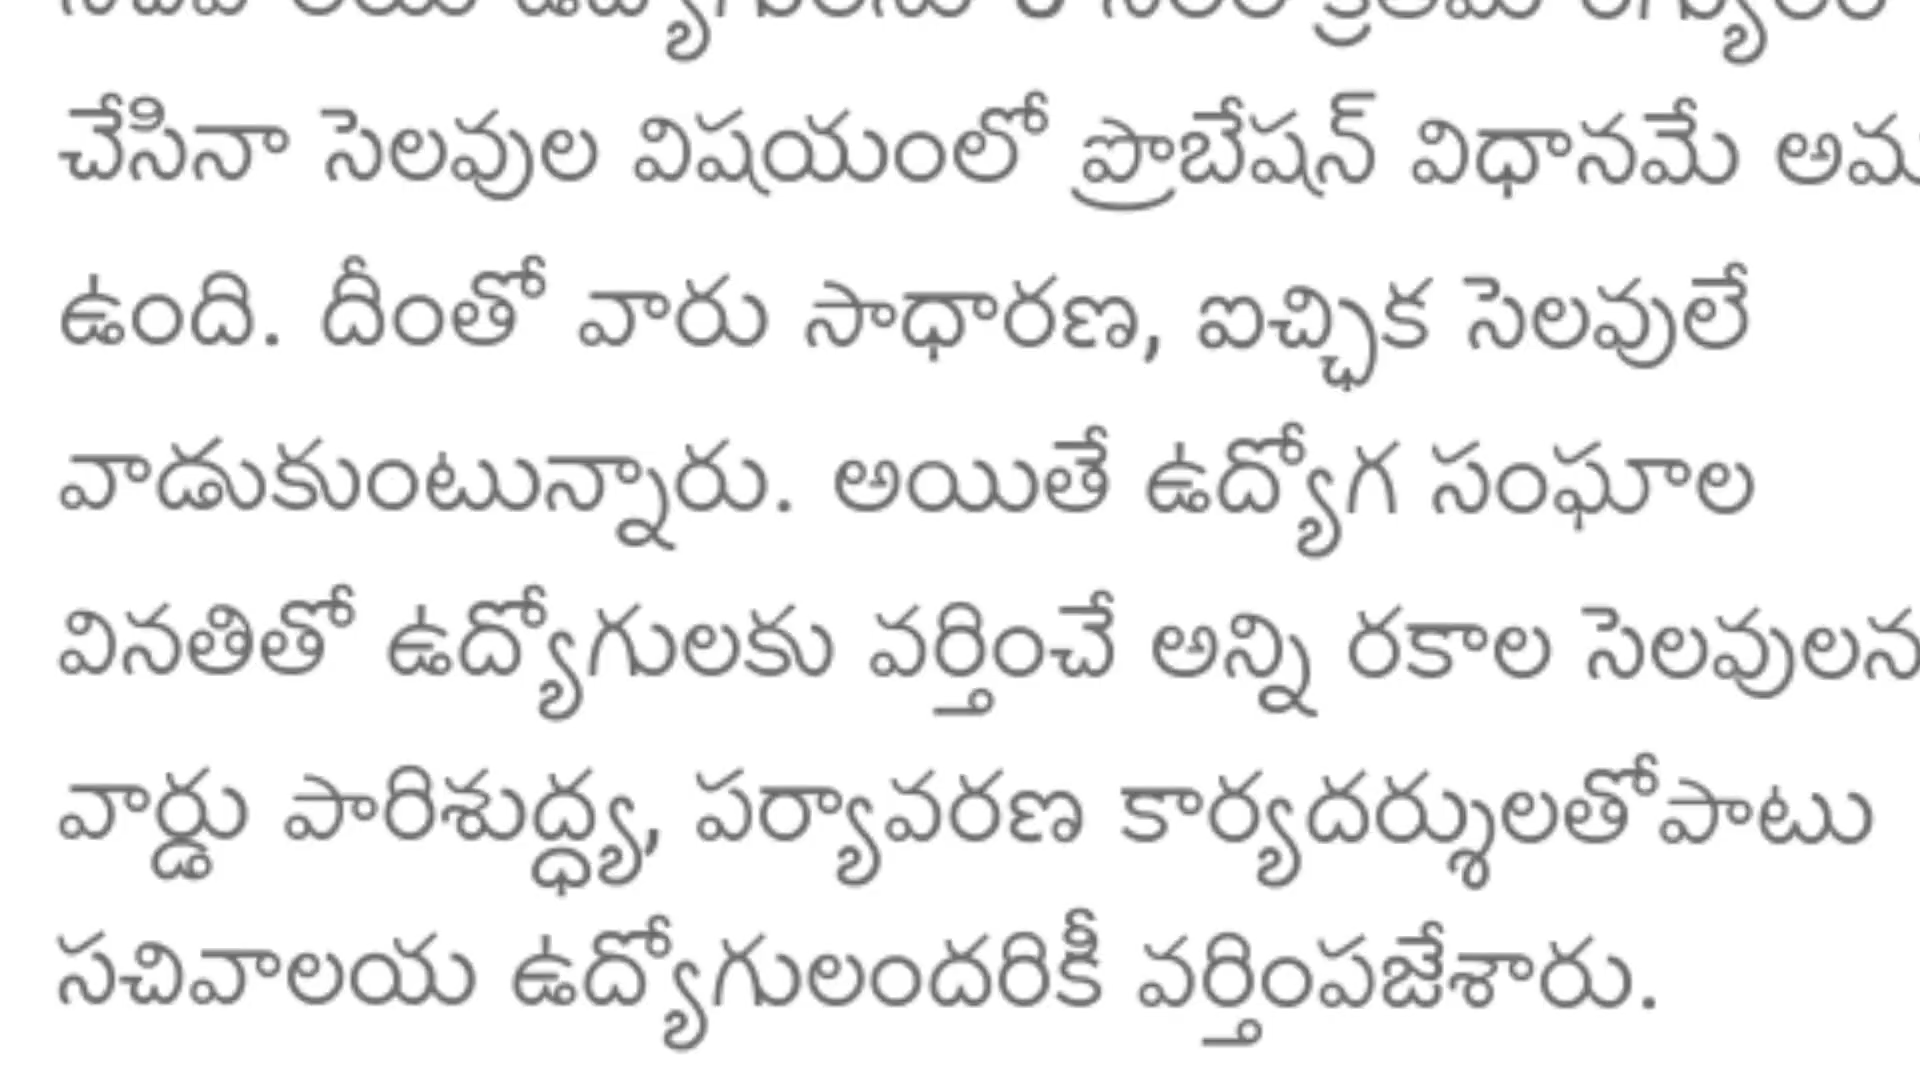 చేసినా సెలవుల విషయంలో ప్రొబేషన్ విధానమే
ఉంది. దీంతో వారు సాధారణ, ఐచ్ఛిక సెలవులే
వాడుకుంటున్నారు. అయితే ఉద్యోగ సంఘాల
వినతితో ఉద్యోగులకు వర్తించే అన్ని రకాల సెలవులన
వార్డు పారిశుద్ధ్య, పర్యావరణ కార్యదర్శులతోపాటు
సచివాలయ ఉద్యోగులందరికీ వర్తింపజేశారు.